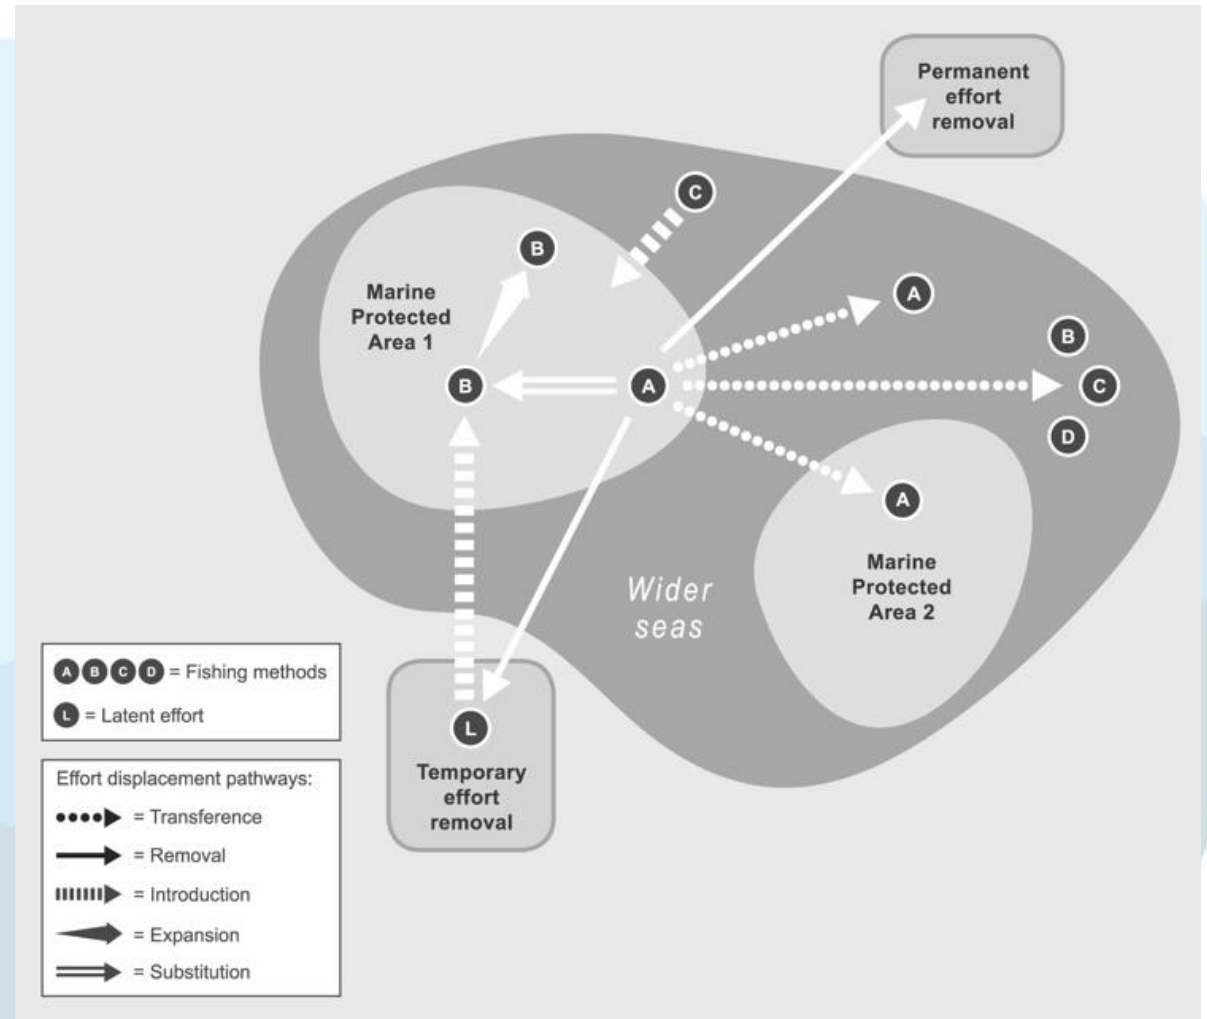 Permanent
effort
removal
C
B
Marine
Protected
Area 1
A
B
B
A
C
D
A
Marine
Protected
Area 2
Wider
seas
A B C D = Fishing methods
L = Latent effort
L
Temporary
effort
removal
Effort displacement pathways:
= Transference
= Removal
= Introduction
= Expansion
= Substitution